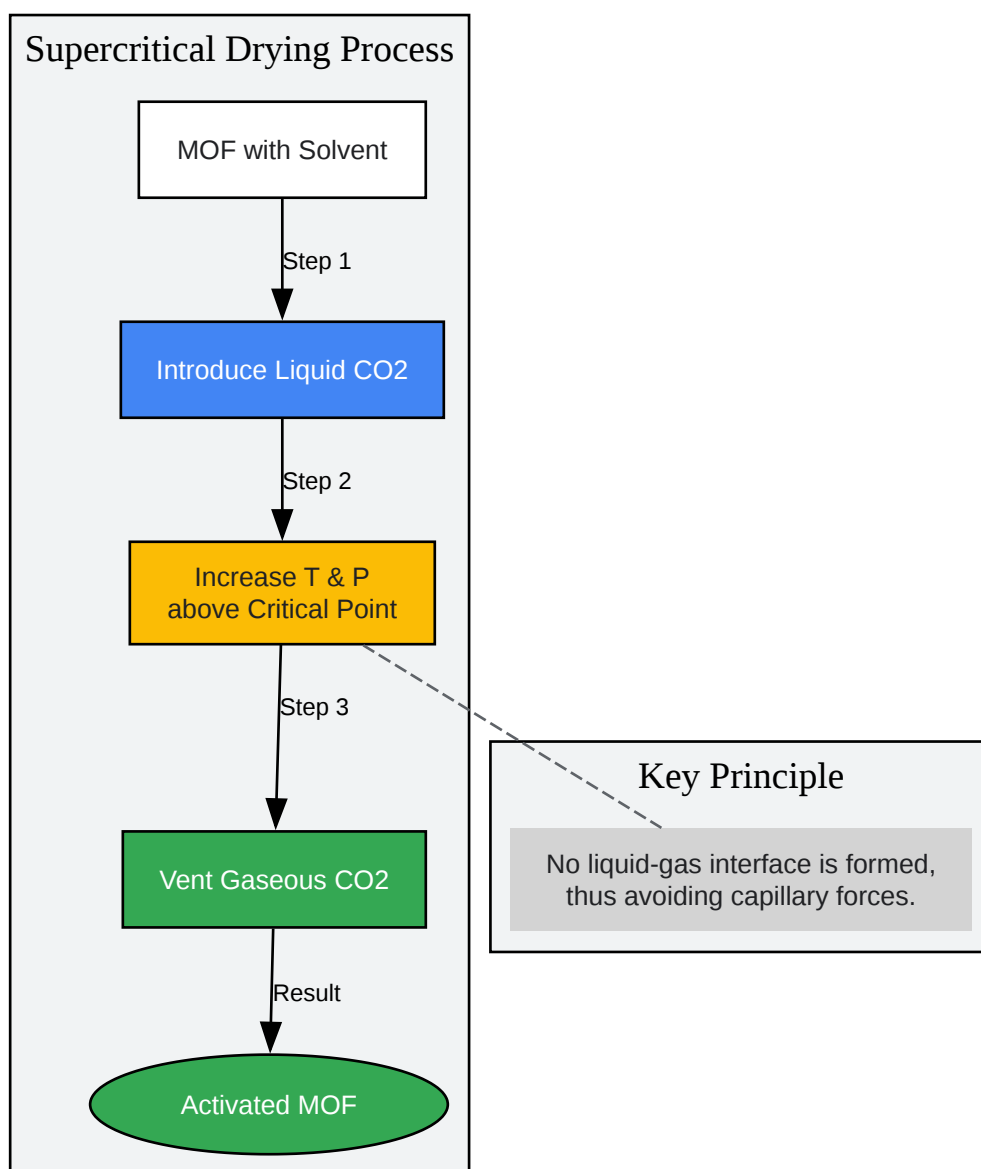 Supercritical Drying Process
MOF with Solvent
Step 1
Introduce Liquid CO2
Step 2
Increase T & P
above Critical Point
Step 3
Key Principle
No liquid-gas interface is formed,
thus avoiding capillary forces.
Vent Gaseous CO2
Result
Activated MOF